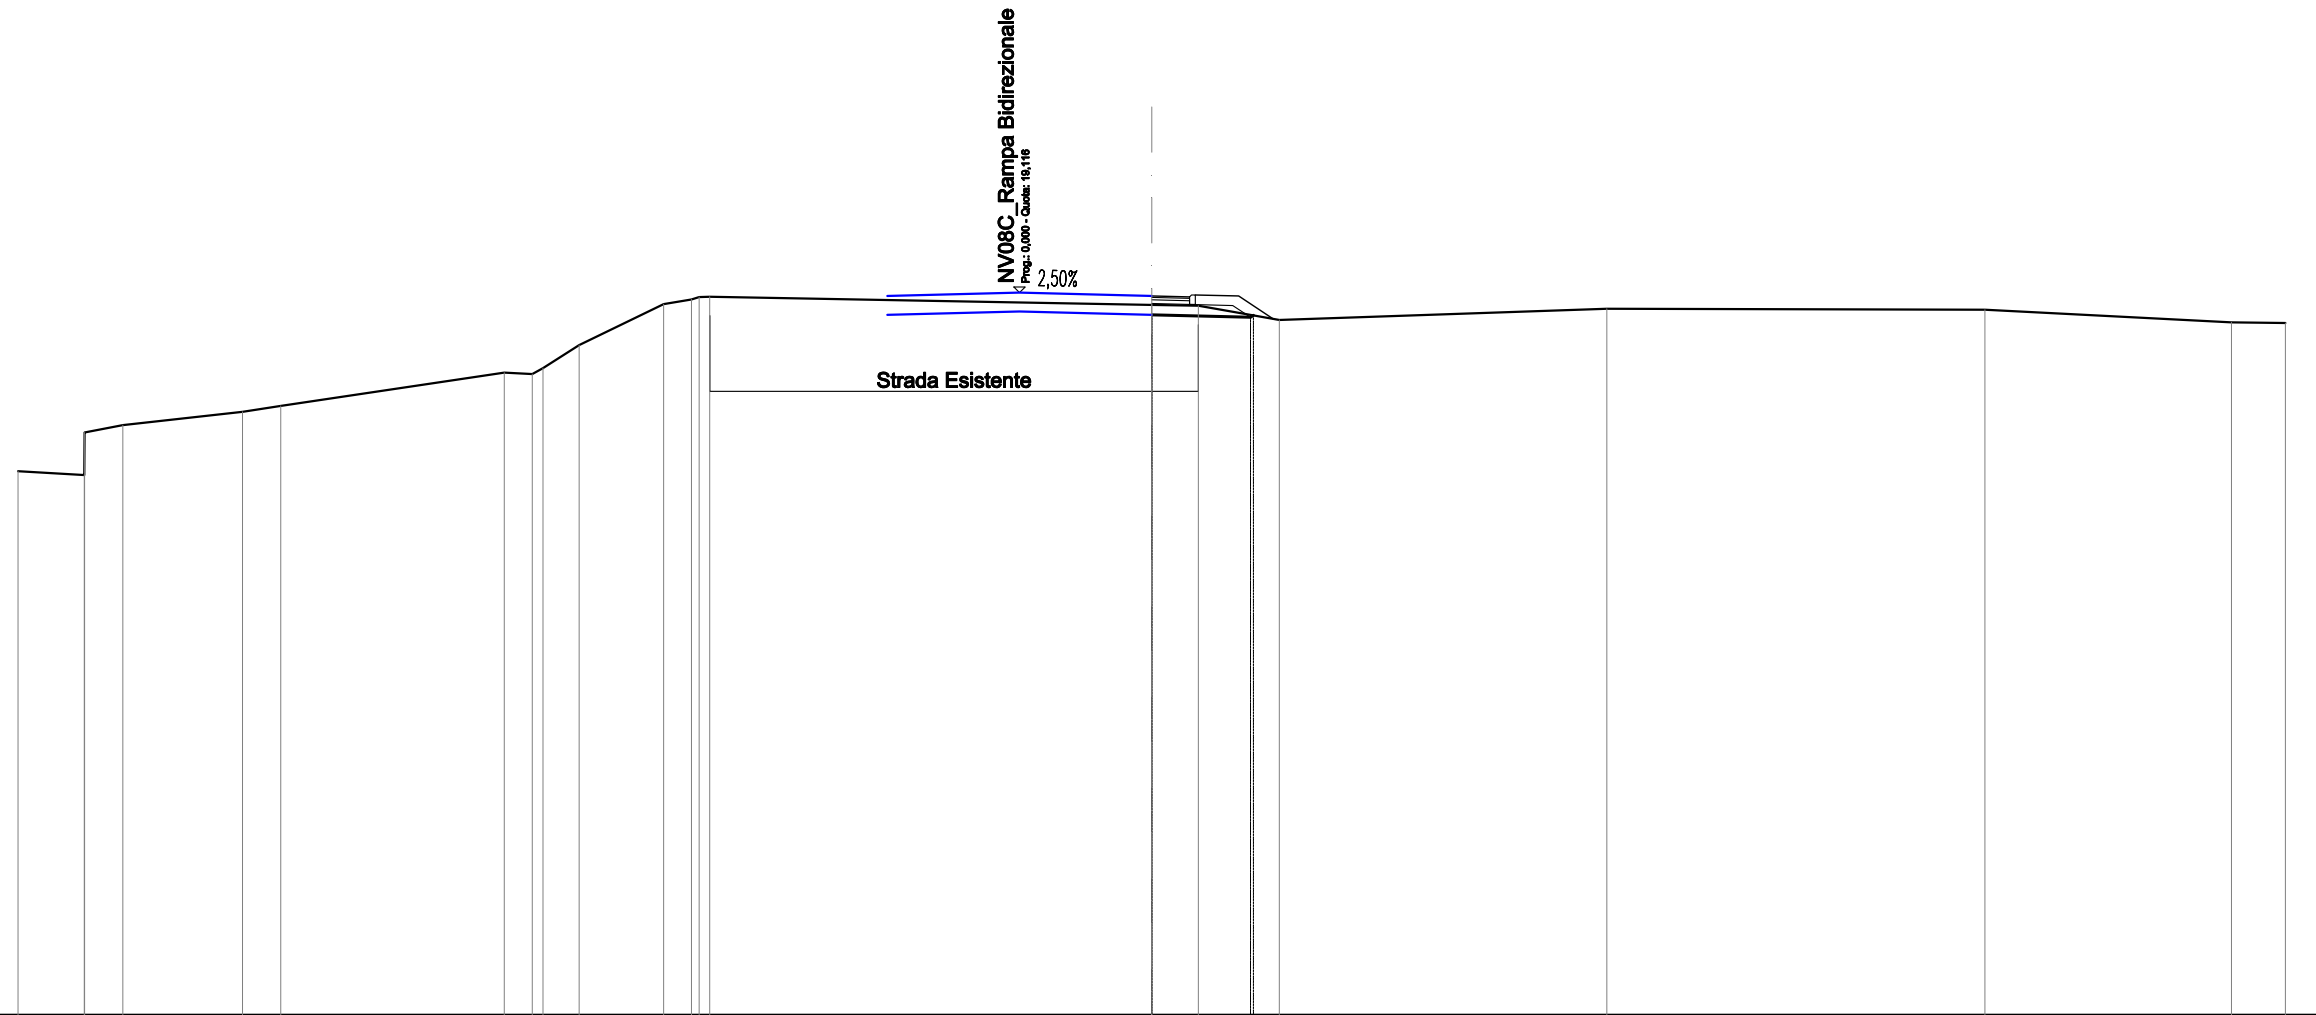 NV08C_Rampa Bidirezionale
Prog.: 0,000 - Quota: 19,116
2,50%
Strada Esistente